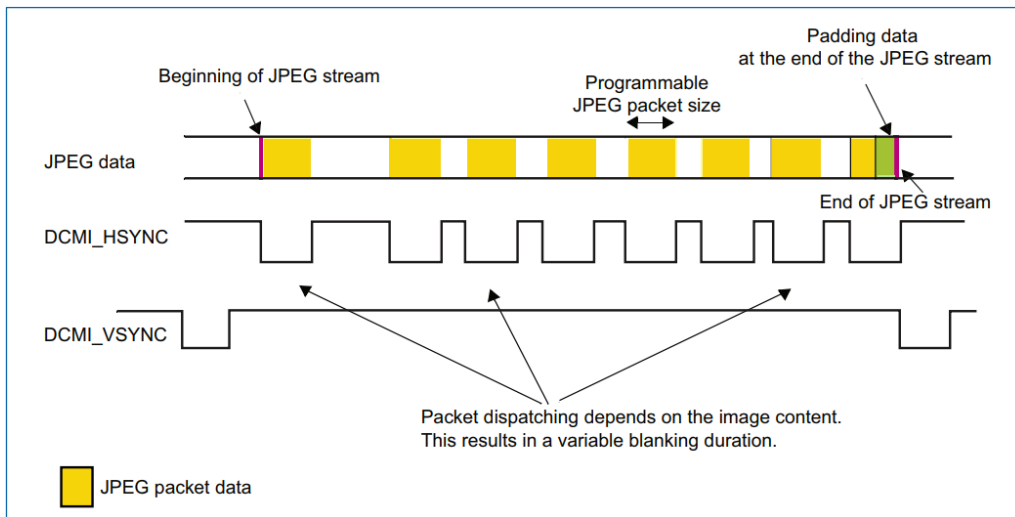 Padding data
at the end of the JPEG stream
Beginning of JPEG stream
Programmable
JPEG packet size
JPEG data
End of JPEG stream
DCMI_HSYNC
DCMI_VSYNC
Packet dispatching depends on the image content.
This results in a variable blanking duration.
JPEG packet data